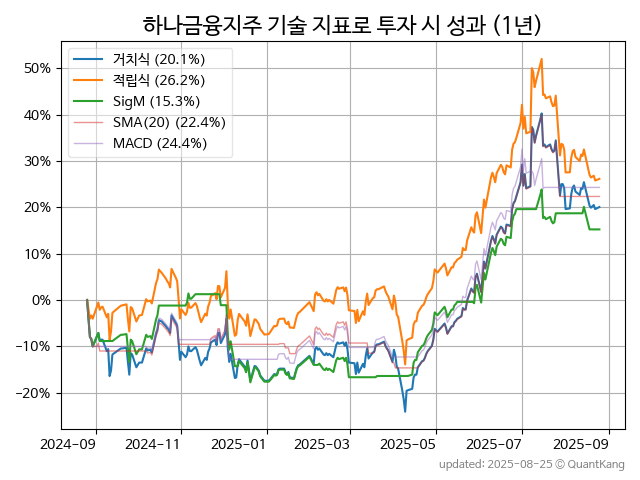 하나금융지주 기술 지표로 투자 시 성과 (1년)
거치식 (20.1%)
적립식 (26.2%)
SigM (15.3%)
SMA(20) (22.4%)
MACD (24.4%)
50%
40%
30%
20%
10%
0%
−10%
−20%
2024-09 2024-11 2025-01 2025-03 2025-05 2025-07 2025-09
updated: 2025-08-25 © QuantKang